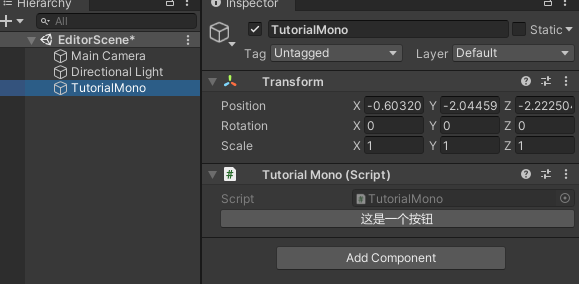 Hierarchy
All
EditorScene*
Main Camera
Directional Light
TutorialMono
Inspector
TutorialMono
Static
Tag Untagged Layer Default
Transform
Position X -0.60320 Y -2.04459 Z -2.222504
Rotation X 0 Y 0 Z 0
Scale X 1 Y 1 Z 1
Tutorial Mono (Script)
Script TutorialMono
这是一个按钮
Add Component